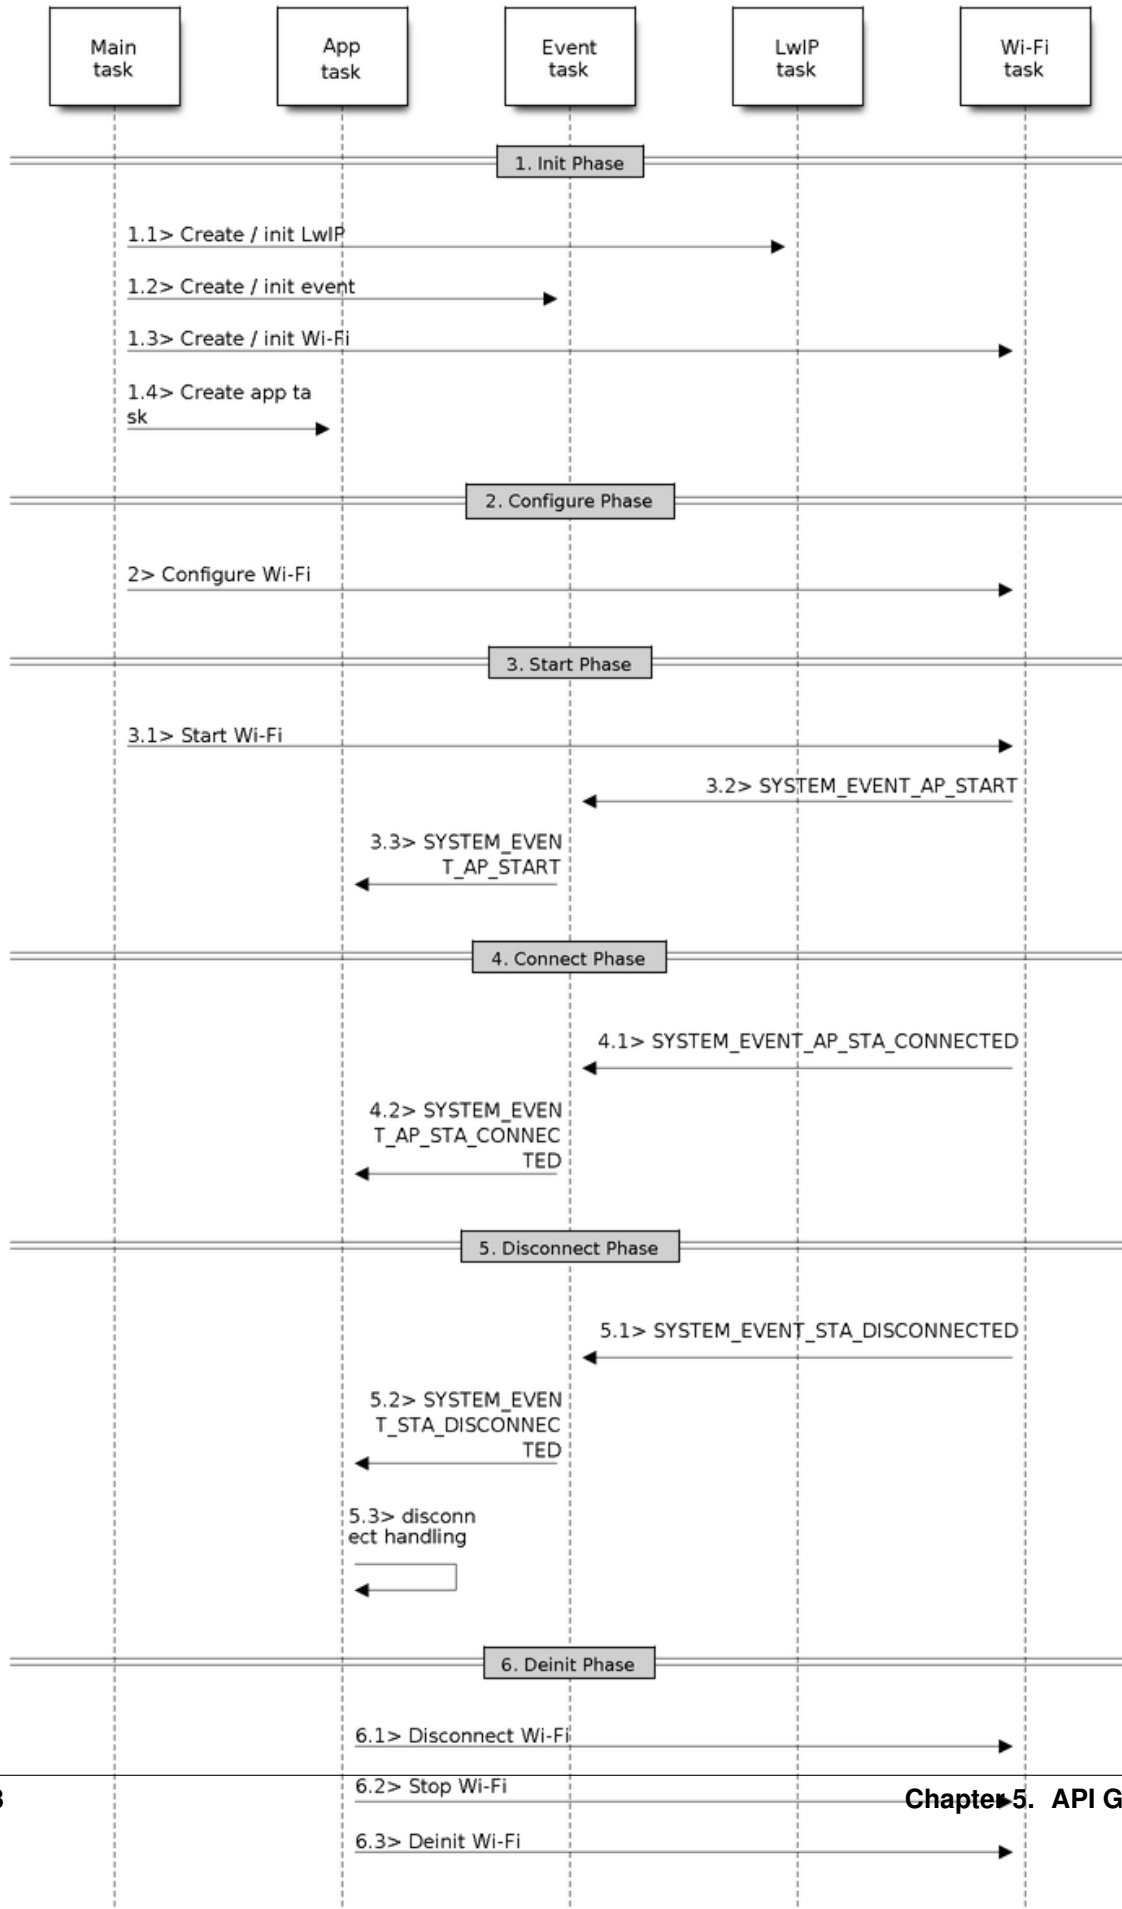 Main
task
App
task
Event
task
LwIP
task
Wi-Fi
task
1. Init Phase
1.1> Create / init LwIP
1.2> Create / init event
1.3> Create / init Wi-Fi
1.4> Create app ta
sk
2. Configure Phase
2> Configure Wi-Fi
3. Start Phase
3.1> Start Wi-Fi
3.2> SYSTEM_EVENT_AP_START
3.3> SYSTEM_EVEN
T_AP_START
4. Connect Phase
4.1> SYSTEM_EVENT_AP_STA_CONNECTED
4.2> SYSTEM_EVEN
T_AP_STA_CONNEC
TED
5. Disconnect Phase
5.1> SYSTEM_EVENT_STA_DISCONNECTED
5.2> SYSTEM_EVEN
T_STA_DISCONNEC
TED
5.3> disconn
ect handling
6. Deinit Phase
6.1> Disconnect Wi-Fi
6.2> Stop Wi-Fi
Chapter 5. API G
6.3> Deinit Wi-Fi